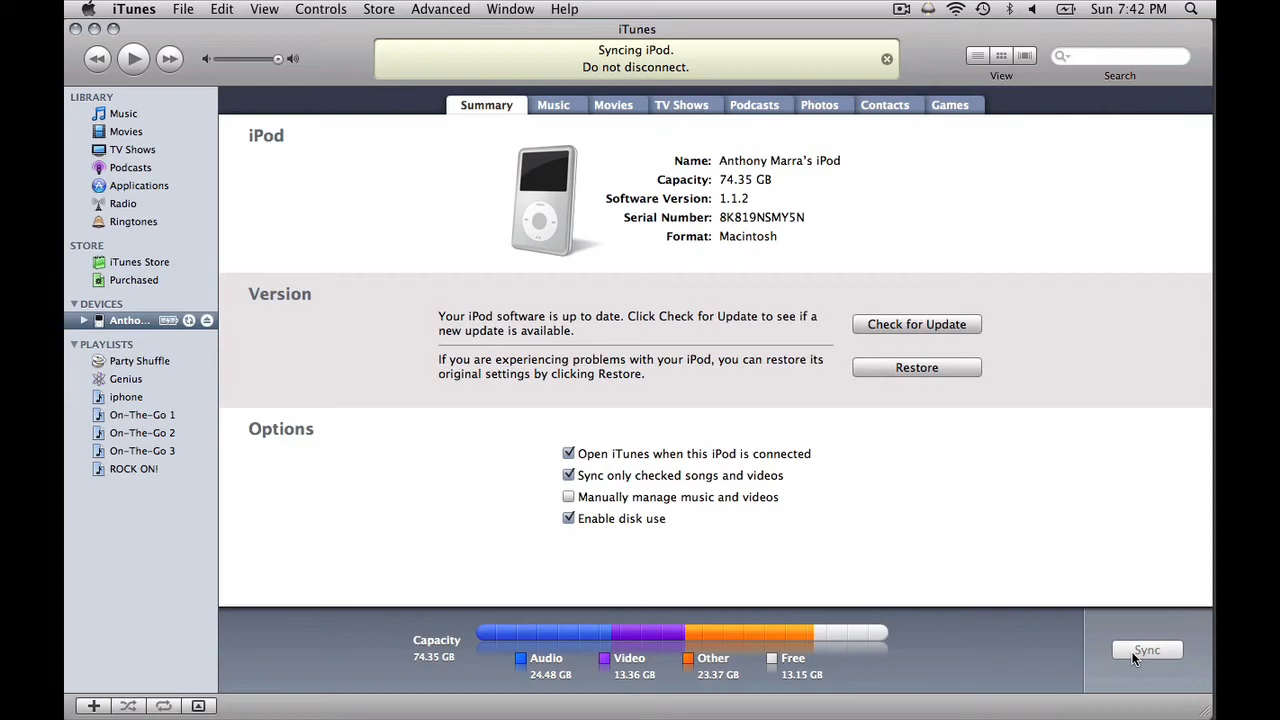 iTunes File Edit View Controls Store Advanced Window Help Sun 7:42 PM
iTunes
Syncing iPod.
Do not disconnect.
View
Search
LIBRARY
Music
Movies
TV Shows
Podcasts
Applications
Radio
Ringtones
STORE
iTunes Store
Purchased
DEVICES
Antho...
PLAYLISTS
Party Shuffle
Genius
iphone
On-The-Go 1
On-The-Go 2
On-The-Go 3
ROCK ON!
Summary Music Movies TV Shows Podcasts Photos Contacts Games
iPod
Name: Anthony Marra's iPod
Capacity: 74.35 GB
Software Version: 1.1.2
Serial Number: 8K819NSMY5N
Format: Macintosh
Version
Your iPod software is up to date. Click Check for Update to see if a
new update is available.
Check for Update
If you are experiencing problems with your iPod, you can restore its
original settings by clicking Restore.
Restore
Options
Open iTunes when this iPod is connected
Sync only checked songs and videos
Manually manage music and videos
Enable disk use
Capacity
74.35 GB
Audio
24.48 GB
Video
13.36 GB
Other
23.37 GB
Free
13.15 GB
Sync